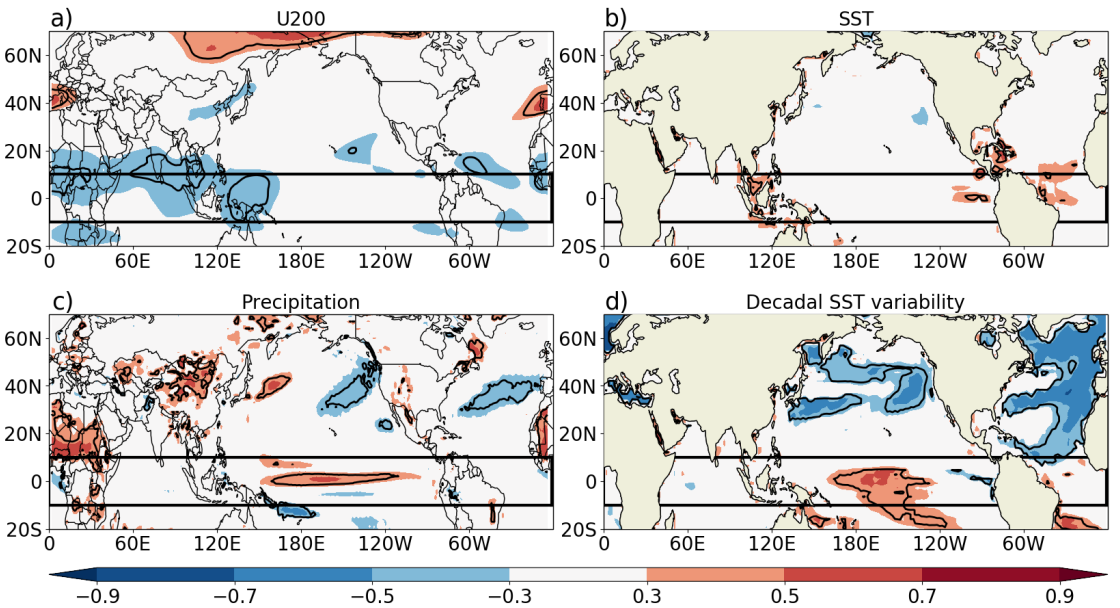 a) U200
60N
40N
20N
0
20S
0 60E 120E 180E 120W 60W
b) SST
60N
40N
20N
0
20S
0 60E 120E 180E 120W 60W
c) Precipitation
60N
40N
20N
0
20S
0 60E 120E 180E 120W 60W
d) Decadal SST variability
60N
40N
20N
0
20S
0 60E 120E 180E 120W 60W
−0.9 −0.7 −0.5 −0.3 0.3 0.5 0.7 0.9